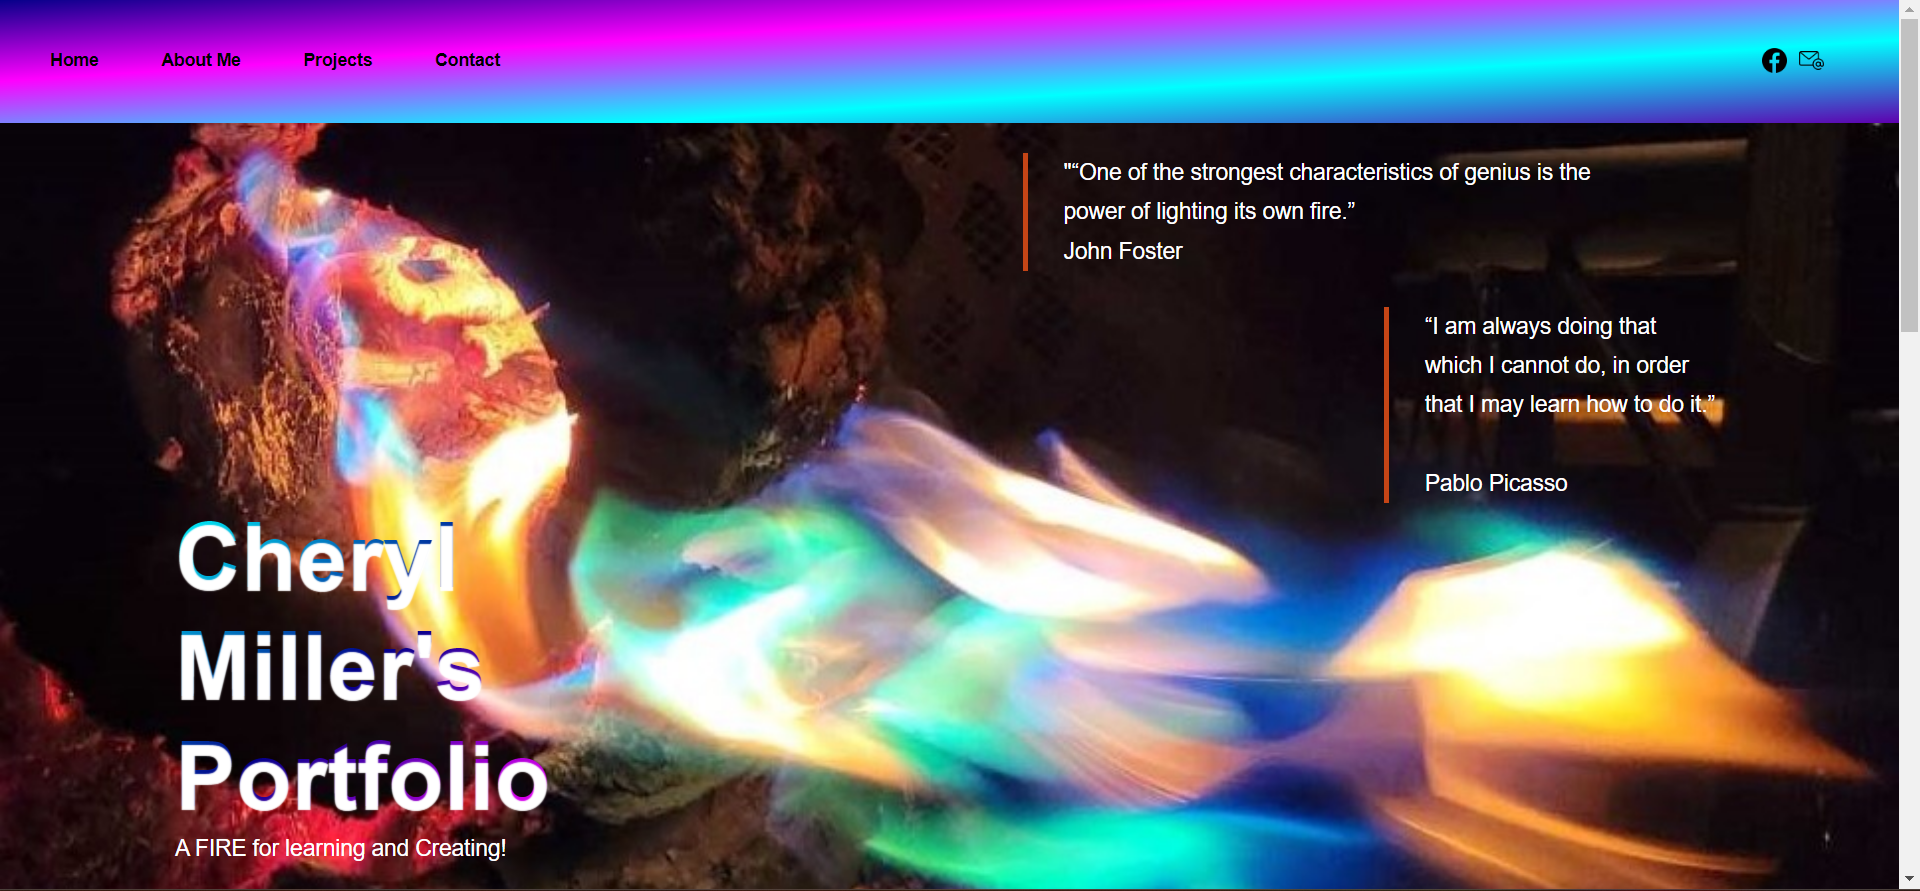 Home About Me Projects Contact
"“One of the strongest characteristics of genius is the
power of lighting its own fire.”
John Foster
“I am always doing that
which I cannot do, in order
that I may learn how to do it.”
Pablo Picasso
Cheryl
Miller's
Portfolio
A FIRE for learning and Creating!